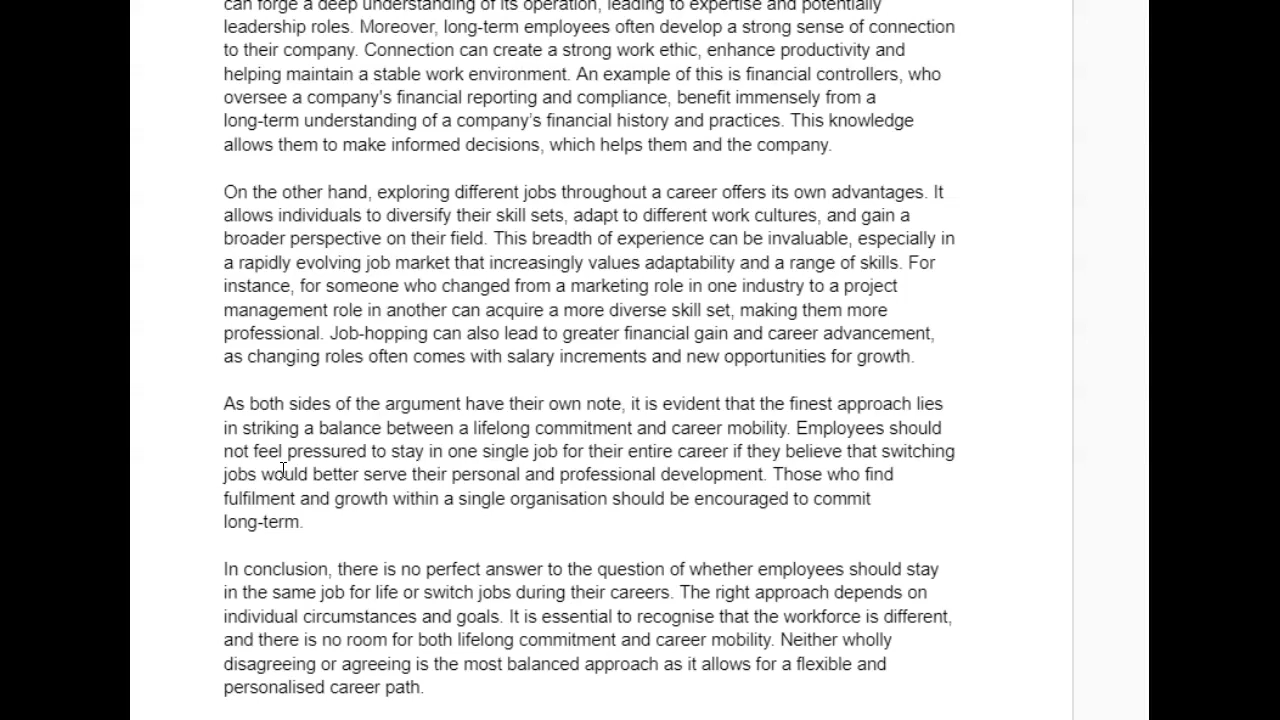 can forge a deep understanding of its operation, leading to expertise and potentially
leadership roles. Moreover, long-term employees often develop a strong sense of connection
to their company. Connection can create a strong work ethic, enhance productivity and
helping maintain a stable work environment. An example of this is financial controllers, who
oversee a company's financial reporting and compliance, benefit immensely from a
long-term understanding of a company's financial history and practices. This knowledge
allows them to make informed decisions, which helps them and the company.
On the other hand, exploring different jobs throughout a career offers its own advantages. It
allows individuals to diversify their skill sets, adapt to different work cultures, and gain a
broader perspective on their field. This breadth of experience can be invaluable, especially in
a rapidly evolving job market that increasingly values adaptability and a range of skills. For
instance, for someone who changed from a marketing role in one industry to a project
management role in another can acquire a more diverse skill set, making them more
professional. Job-hopping can also lead to greater financial gain and career advancement,
as changing roles often comes with salary increments and new opportunities for growth.
As both sides of the argument have their own note, it is evident that the finest approach lies
in striking a balance between a lifelong commitment and career mobility. Employees should
not feel pressured to stay in one single job for their entire career if they believe that switching
jobs would better serve their personal and professional development. Those who find
fulfilment and growth within a single organisation should be encouraged to commit
long-term.
In conclusion, there is no perfect answer to the question of whether employees should stay
in the same job for life or switch jobs during their careers. The right approach depends on
individual circumstances and goals. It is essential to recognise that the workforce is different,
and there is no room for both lifelong commitment and career mobility. Neither wholly
disagreeing or agreeing is the most balanced approach as it allows for a flexible and
personalised career path.